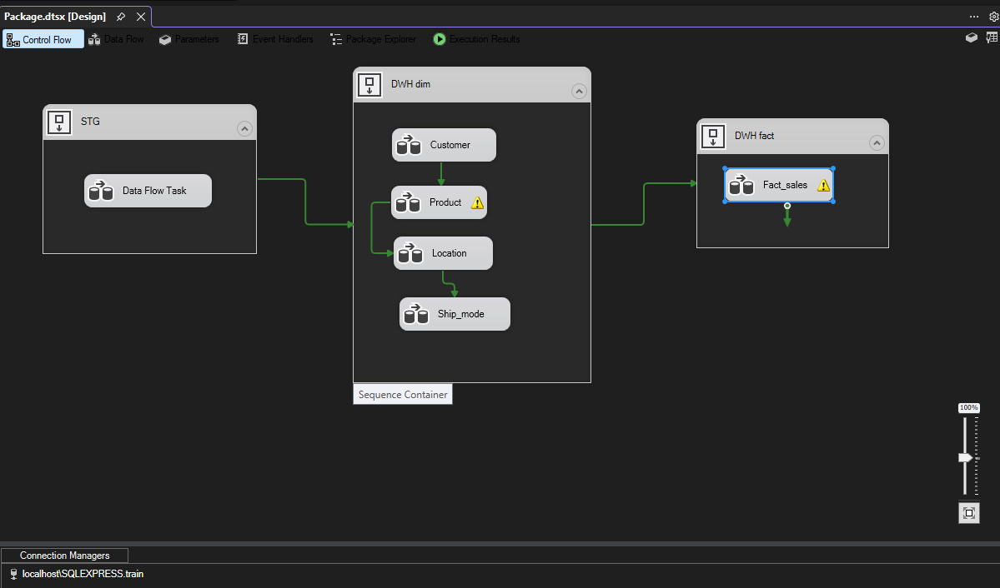 Package.dtsx [Design]
Control Flow
Data Flow
Parameters
Event Handlers
Package Explorer
Execution Results
STG
Data Flow Task
DWH dim
Customer
Product
Location
Ship_mode
Sequence Container
DWH fact
Fact_sales
100%
Connection Managers
localhost\SQLEXPRESS.train